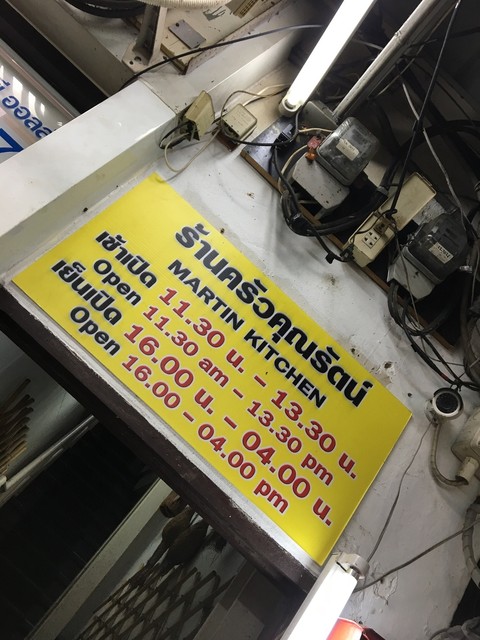 ร้านครัวคุณรัตน์
MARTIN KITCHEN
เช้าเปิด 11.30 น. – 13.30 น.
Open 11.30 am – 13.30 pm
เย็นเปิด 16.00 น. – 04.00 น.
Open 16.00 – 04.00 pm